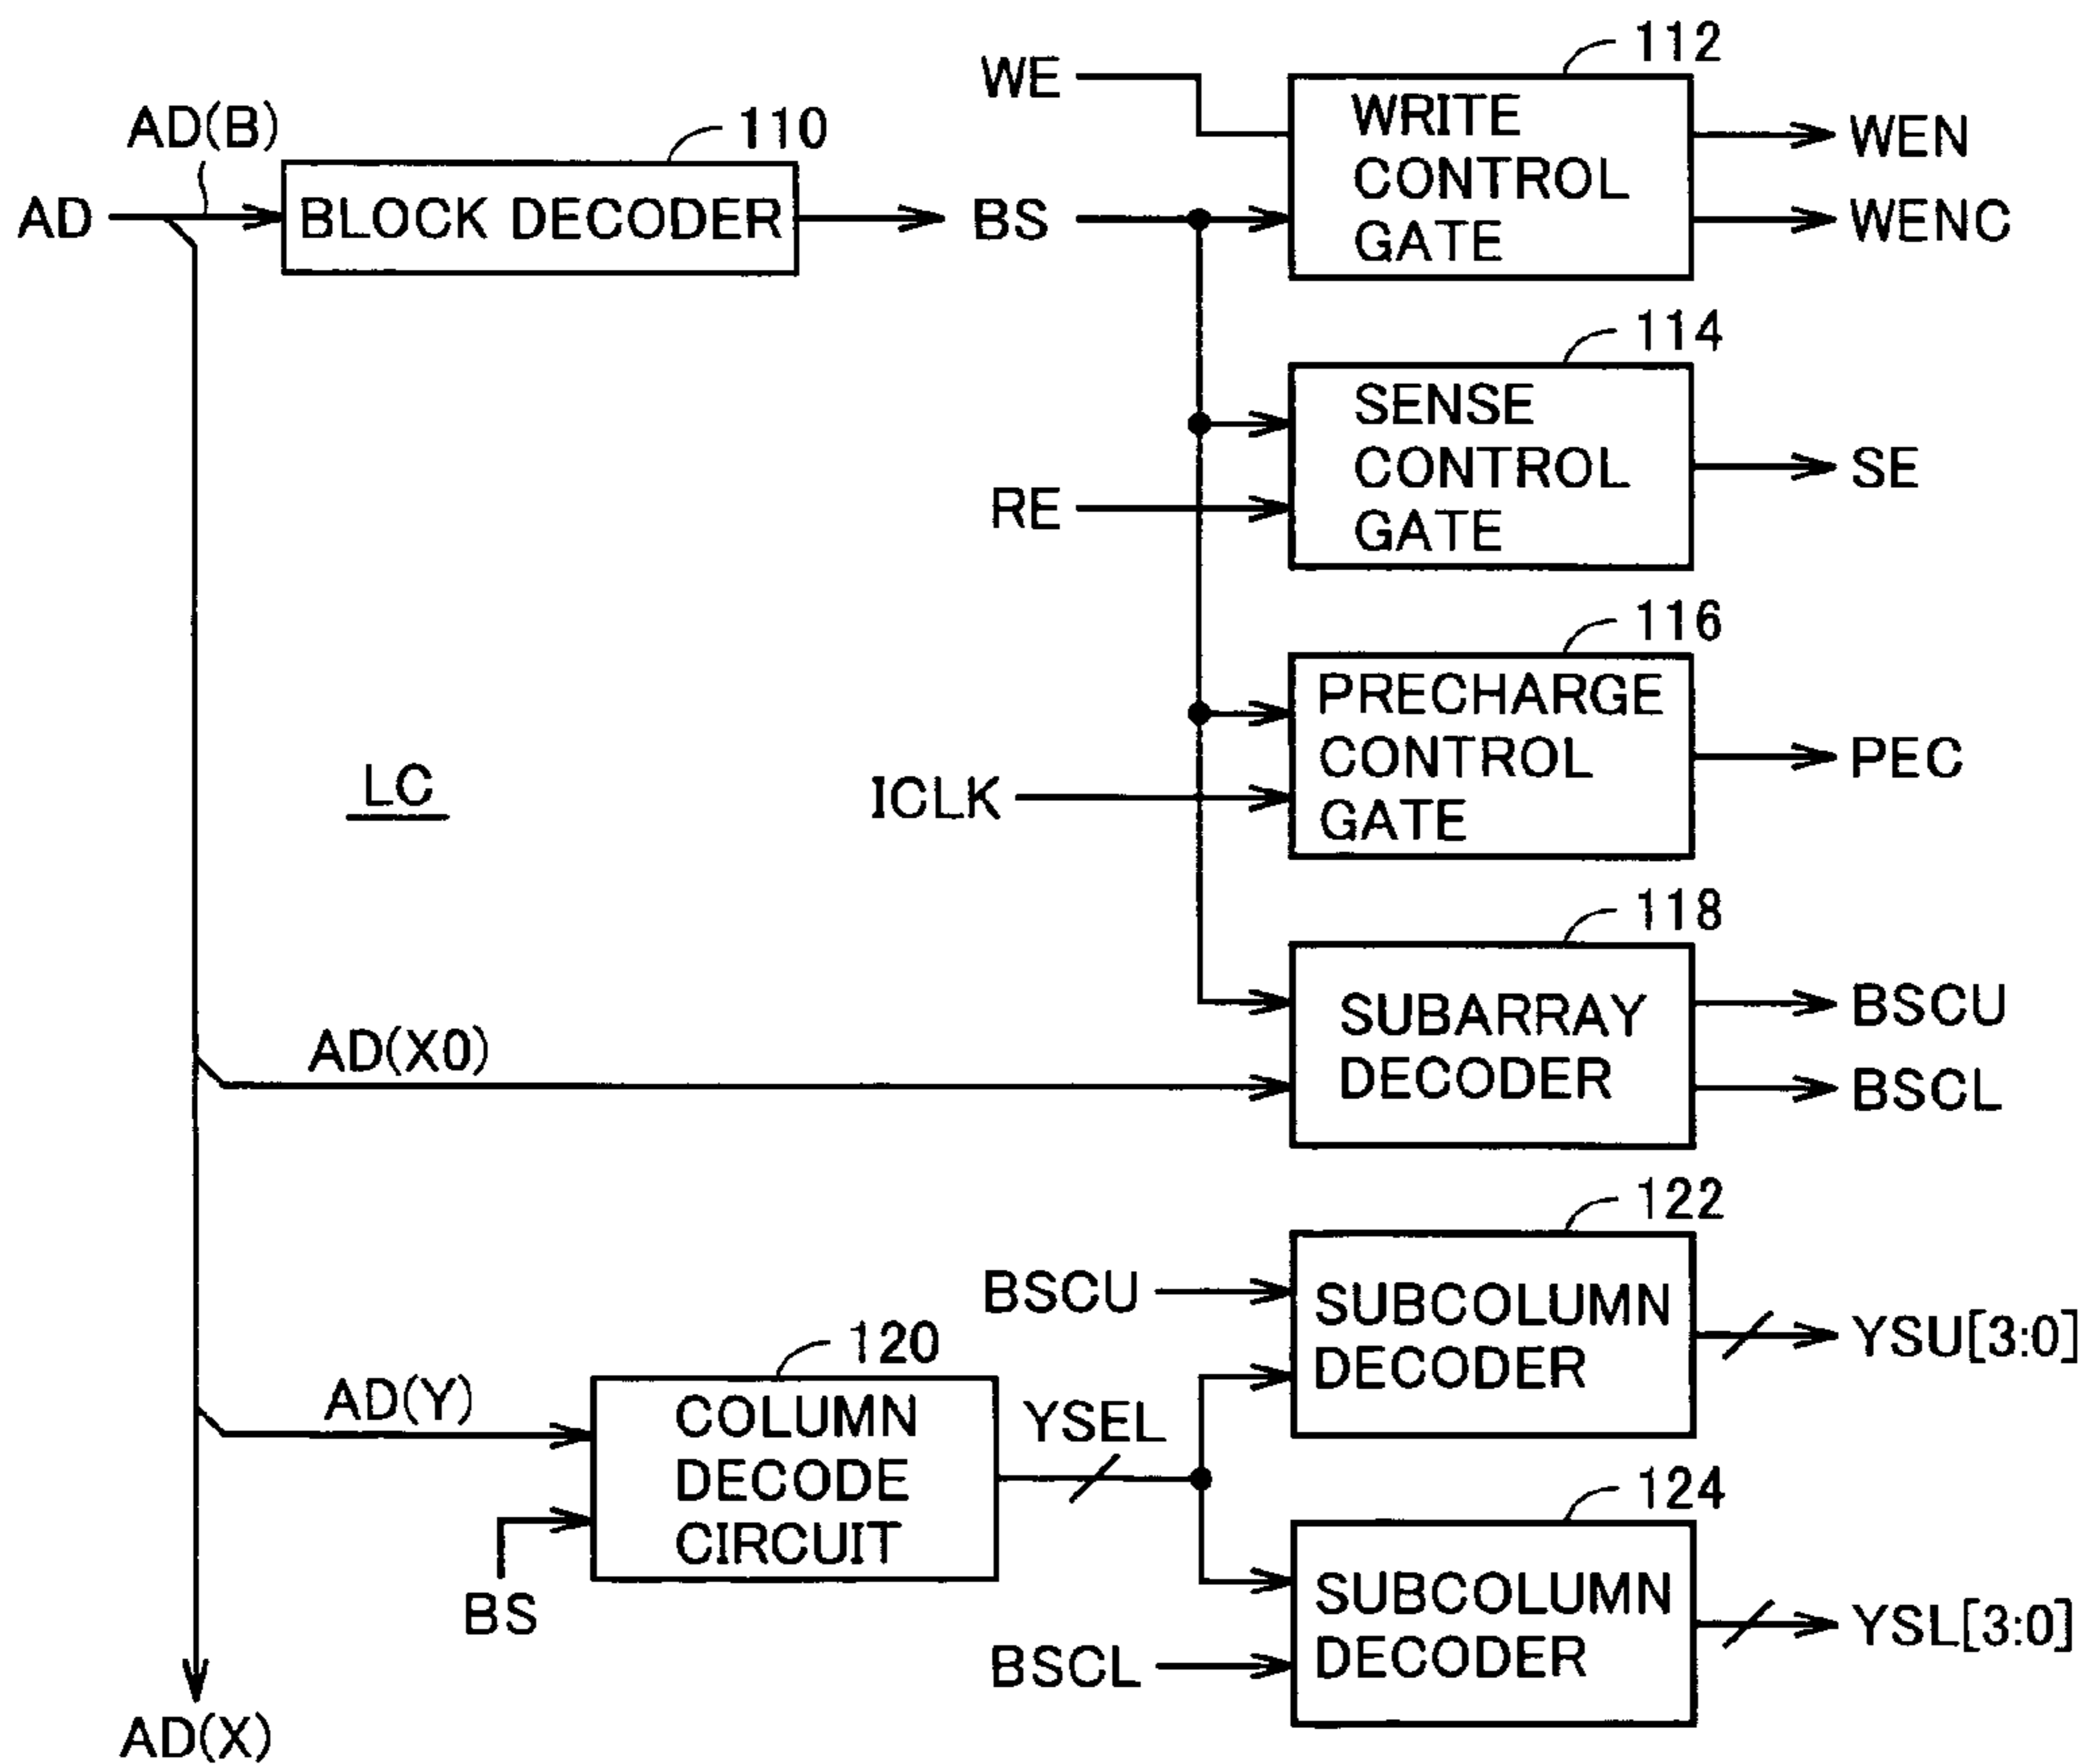 112
WE
WRITE
CONTROL
GATE
WEN
WENC
AD(B)
110
AD
BLOCK DECODER
BS
114
SENSE
CONTROL
GATE
SE
RE
116
PRECHARGE
CONTROL
GATE
PEC
LC
ICLK
118
SUBARRAY
DECODER
BSCU
BSCL
AD(X0)
122
BSCU
SUBCOLUMN
DECODER
YSU[3:0]
120
AD(Y)
COLUMN
DECODE
CIRCUIT
YSEL
BS
124
SUBCOLUMN
DECODER
YSL[3:0]
BSCL
AD(X)